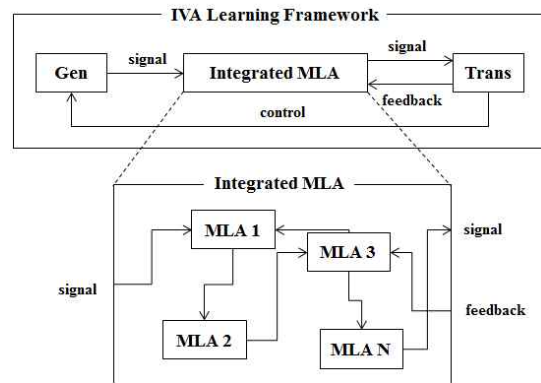 IVA Learning Framework
signal
signal
Gen
Integrated MLA
Trans
feedback
control
Integrated MLA
MLA 1
signal
MLA 3
signal
feedback
MLA 2
MLA N